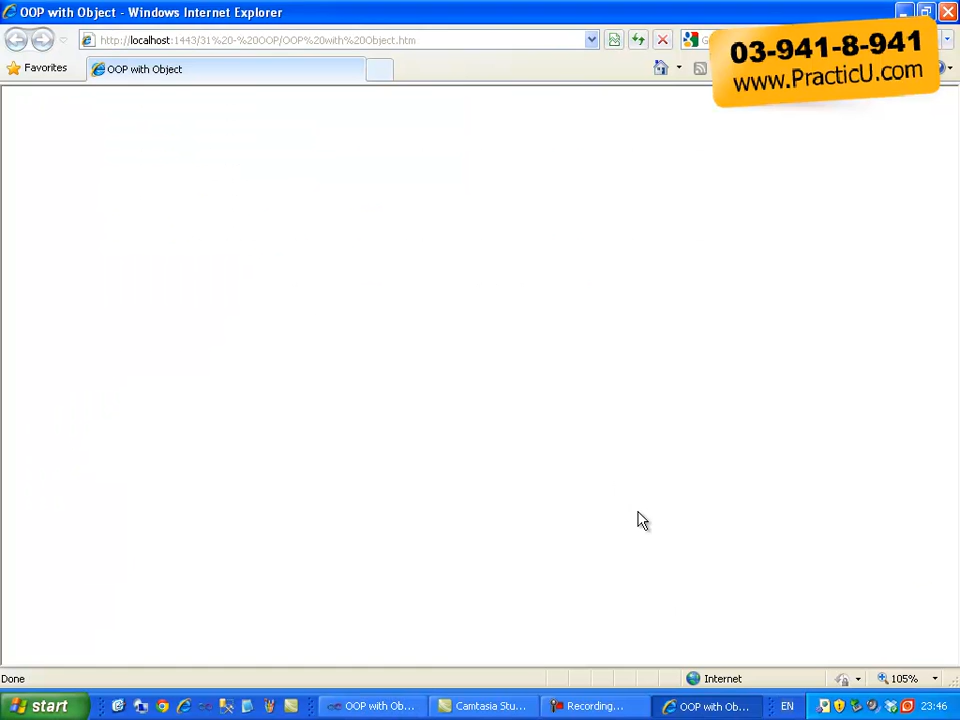 OOP with Object - Windows Internet Explorer
http://localhost:1443/31%20-%20OOP/OOP%20with%20Object.htm
03-941-8-941
www.PracticU.com
Favorites
OOP with Object
Done
Internet
105%
start
OOP with Ob...
Camtasia Stu...
Recording...
OOP with Ob...
EN
23:46